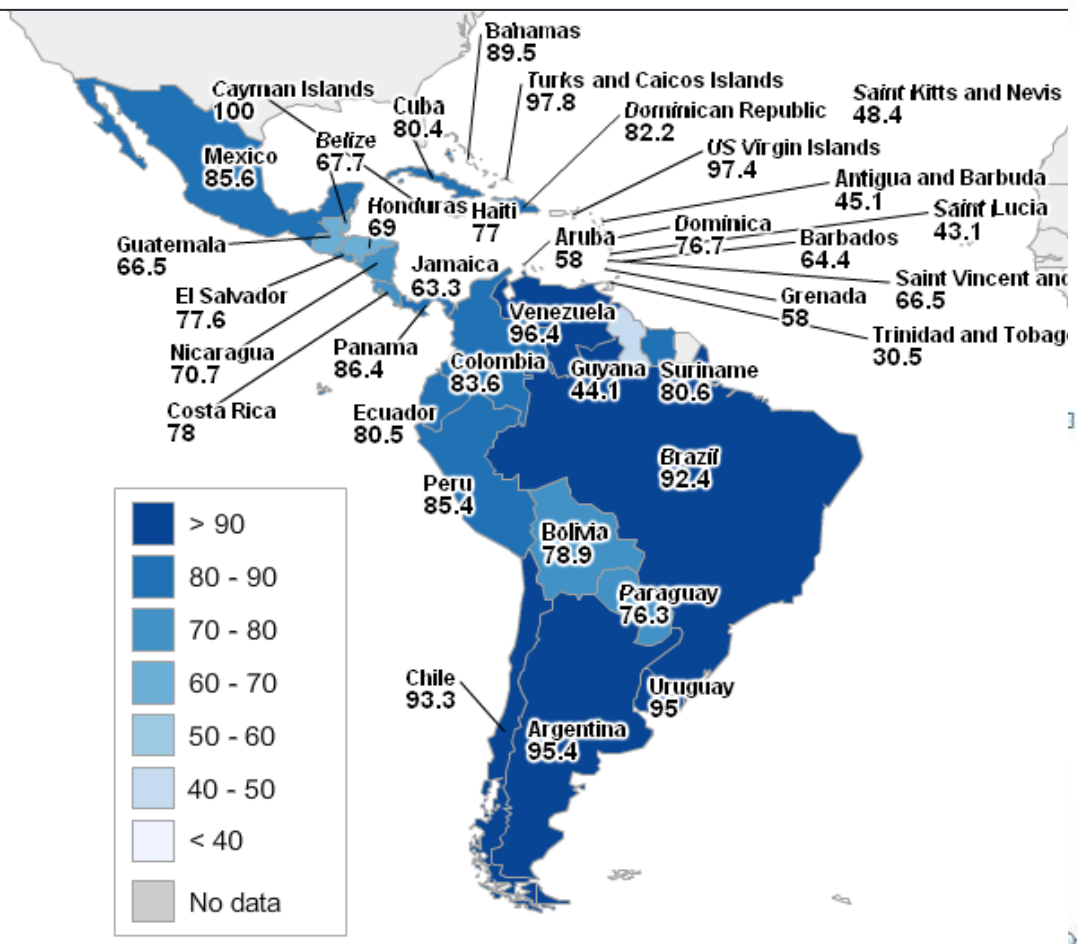 Bahamas
89.5
Turks and Caicos Islands
97.8
Cayman Islands
100
Cuba
80.4
Dominican Republic
82.2
Saint Kitts and Nevis
48.4
Belize
67.7
Mexico
85.6
US Virgin Islands
97.4
Antigua and Barbuda
45.1
Honduras
69
Haiti
77
Saint Lucia
43.1
Dominica
76.7
Guatemala
66.5
Aruba
58
Barbados
64.4
Jamaica
63.3
Saint Vincent and
66.5
El Salvador
77.6
Grenada
58
Venezuela
96.4
Trinidad and Tobag
30.5
Nicaragua
70.7
Panama
86.4
Colombia
83.6
Guyana
44.1
Suriname
80.6
Costa Rica
78
Ecuador
80.5
Brazil
92.4
Peru
85.4
Bolivia
78.9
Paraguay
76.3
Chile
93.3
Uruguay
95
Argentina
95.4
> 90
80 - 90
70 - 80
60 - 70
50 - 60
40 - 50
< 40
No data